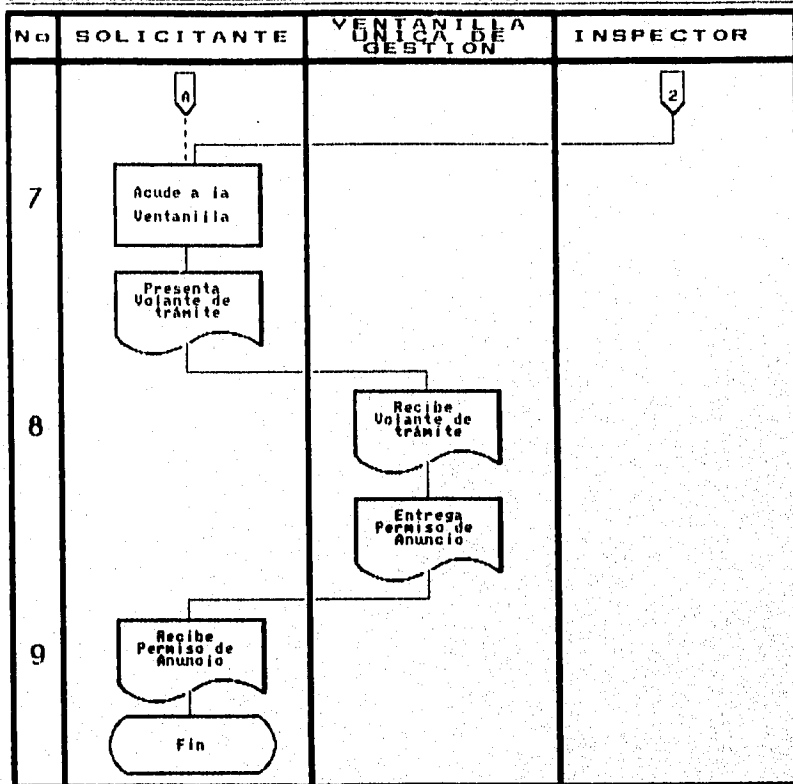 No
SOLICITANTE
VENTANILLA
UNICA DE
GESTION
INSPECTOR
A
2
7
Acude a la
Ventanilla
Presenta
Volante de
trámite
8
Recibe
Volante de
trámite
Entrega
Permiso de
Anuncio
9
Recibe
Permiso de
Anuncio
Fin